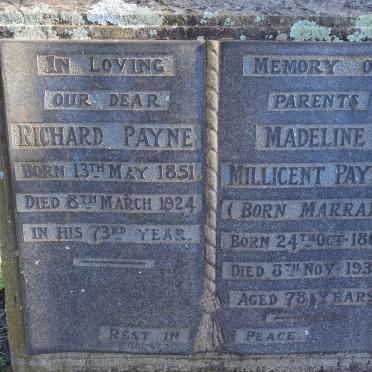 IN LOVING
OUR DEAR
RICHARD PAYNE
BORN 13TH MAY 1851
DIED 8TH MARCH 1924
IN HIS 73RD YEAR.
REST IN
MEMORY O
PARENTS
MADELINE
MILLICENT PAY
(BORN MARRA
BORN 24TH OCT. 18
DIED 8TH NOV. 193
AGED 78 YEARS
PEACE.